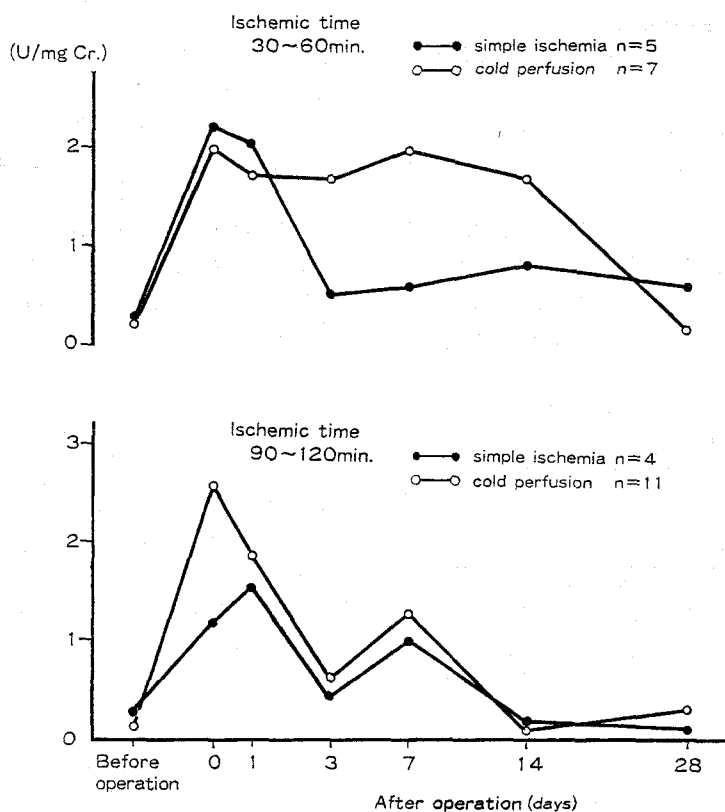 Ischemic time
30~60min.
(U/mg Cr.)
simple ischemia n=5
cold perfusion n=7
2
1
0
Ischemic time
90~120min.
simple ischemia n=4
cold perfusion n=11
3
2
1
0
Before
operation
0 1 3 7 14 28
After operation (days)